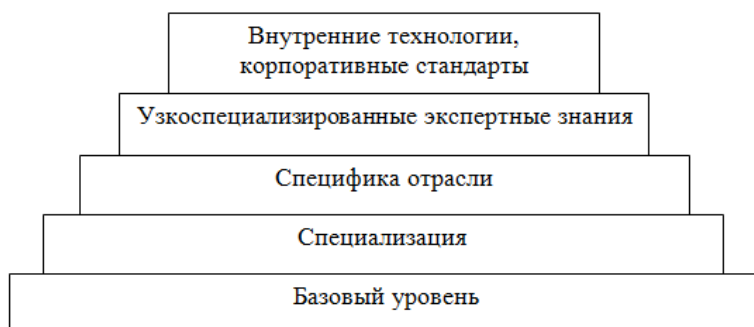 Внутренние технологии,
корпоративные стандарты
Узкоспециализированные экспертные знания
Специфика отрасли
Специализация
Базовый уровень